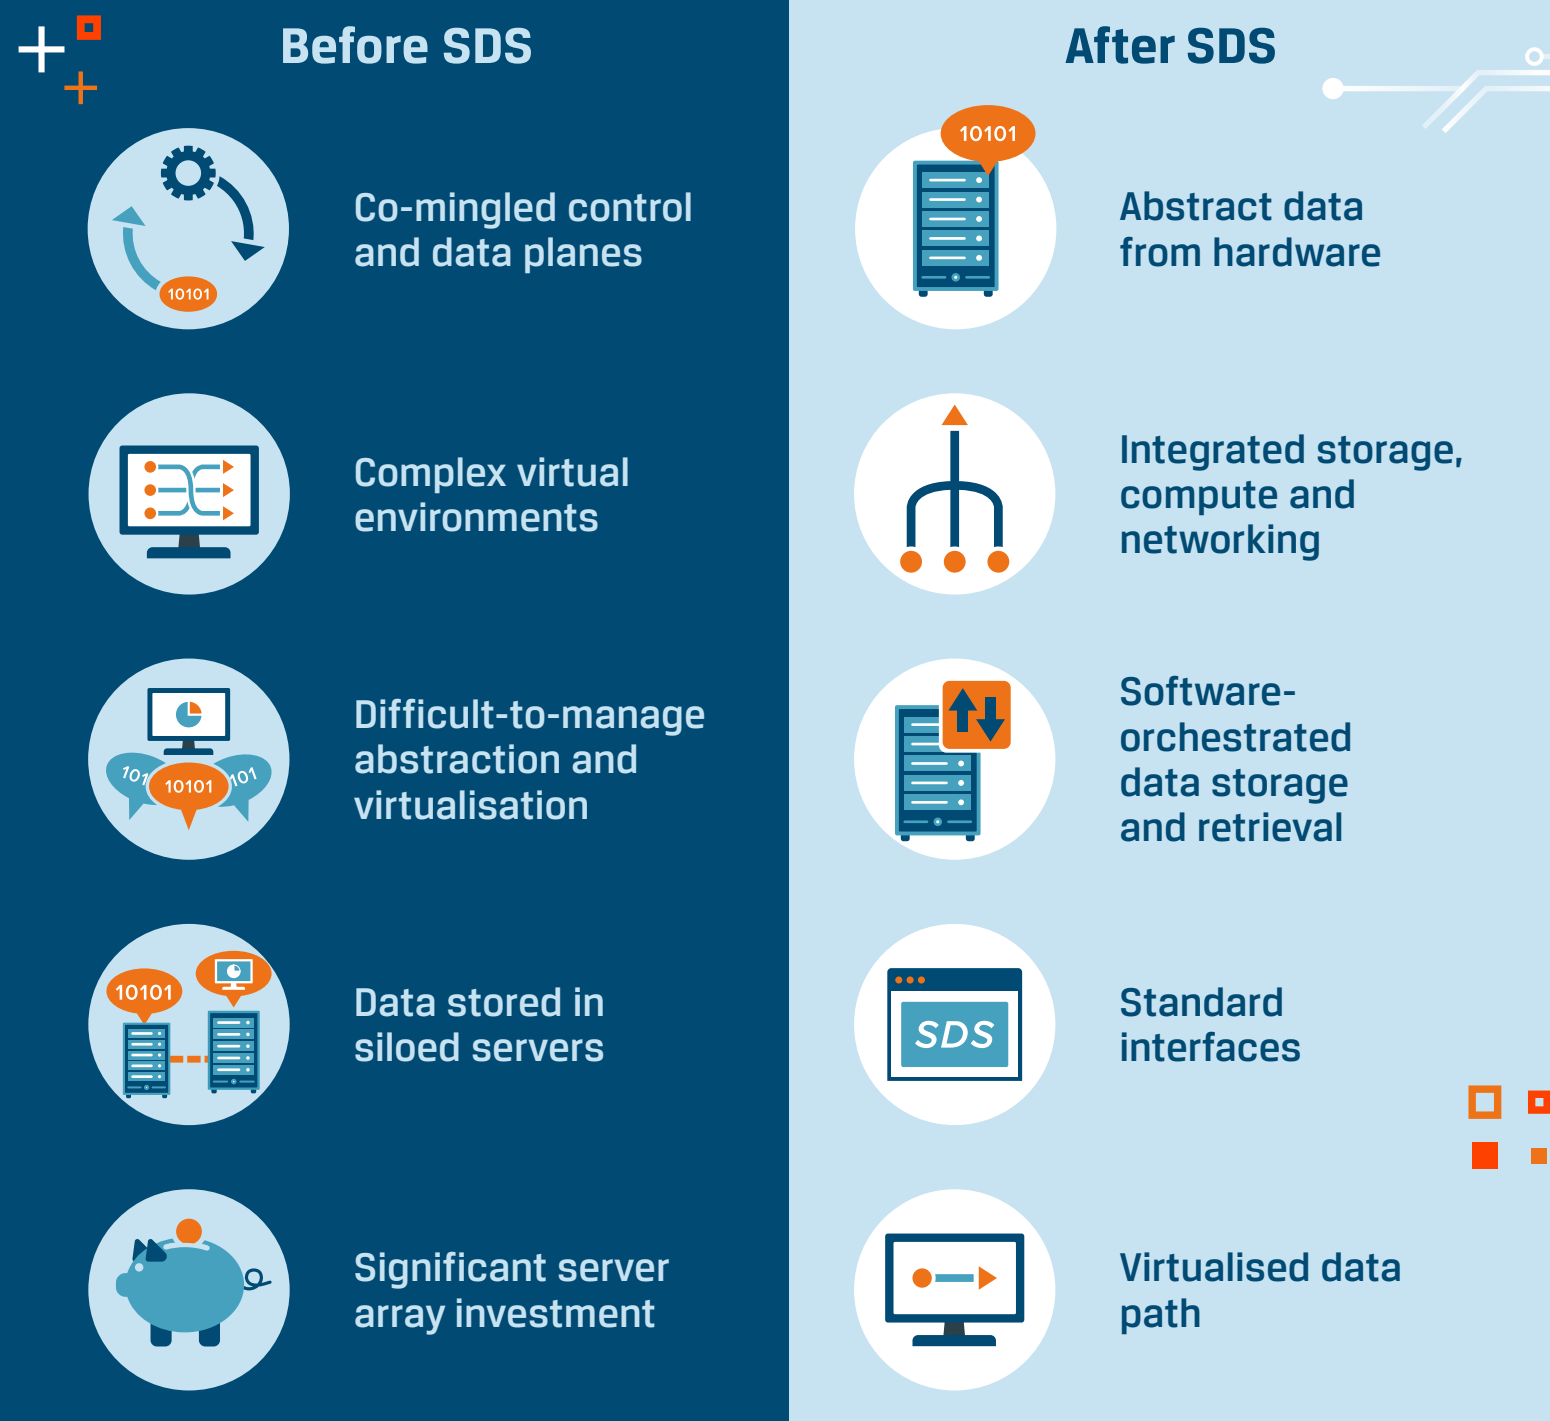 Before SDS
10101
Co-mingled control
and data planes
Complex virtual
environments
101
10101
101
Difficult-to-manage
abstraction and
virtualisation
10101
Data stored in
siloed servers
Significant server
array investment
After SDS
10101
Abstract data
from hardware
Integrated storage,
compute and
networking
Software-
orchestrated
data storage
and retrieval
SDS
Standard
interfaces
Virtualised data
path